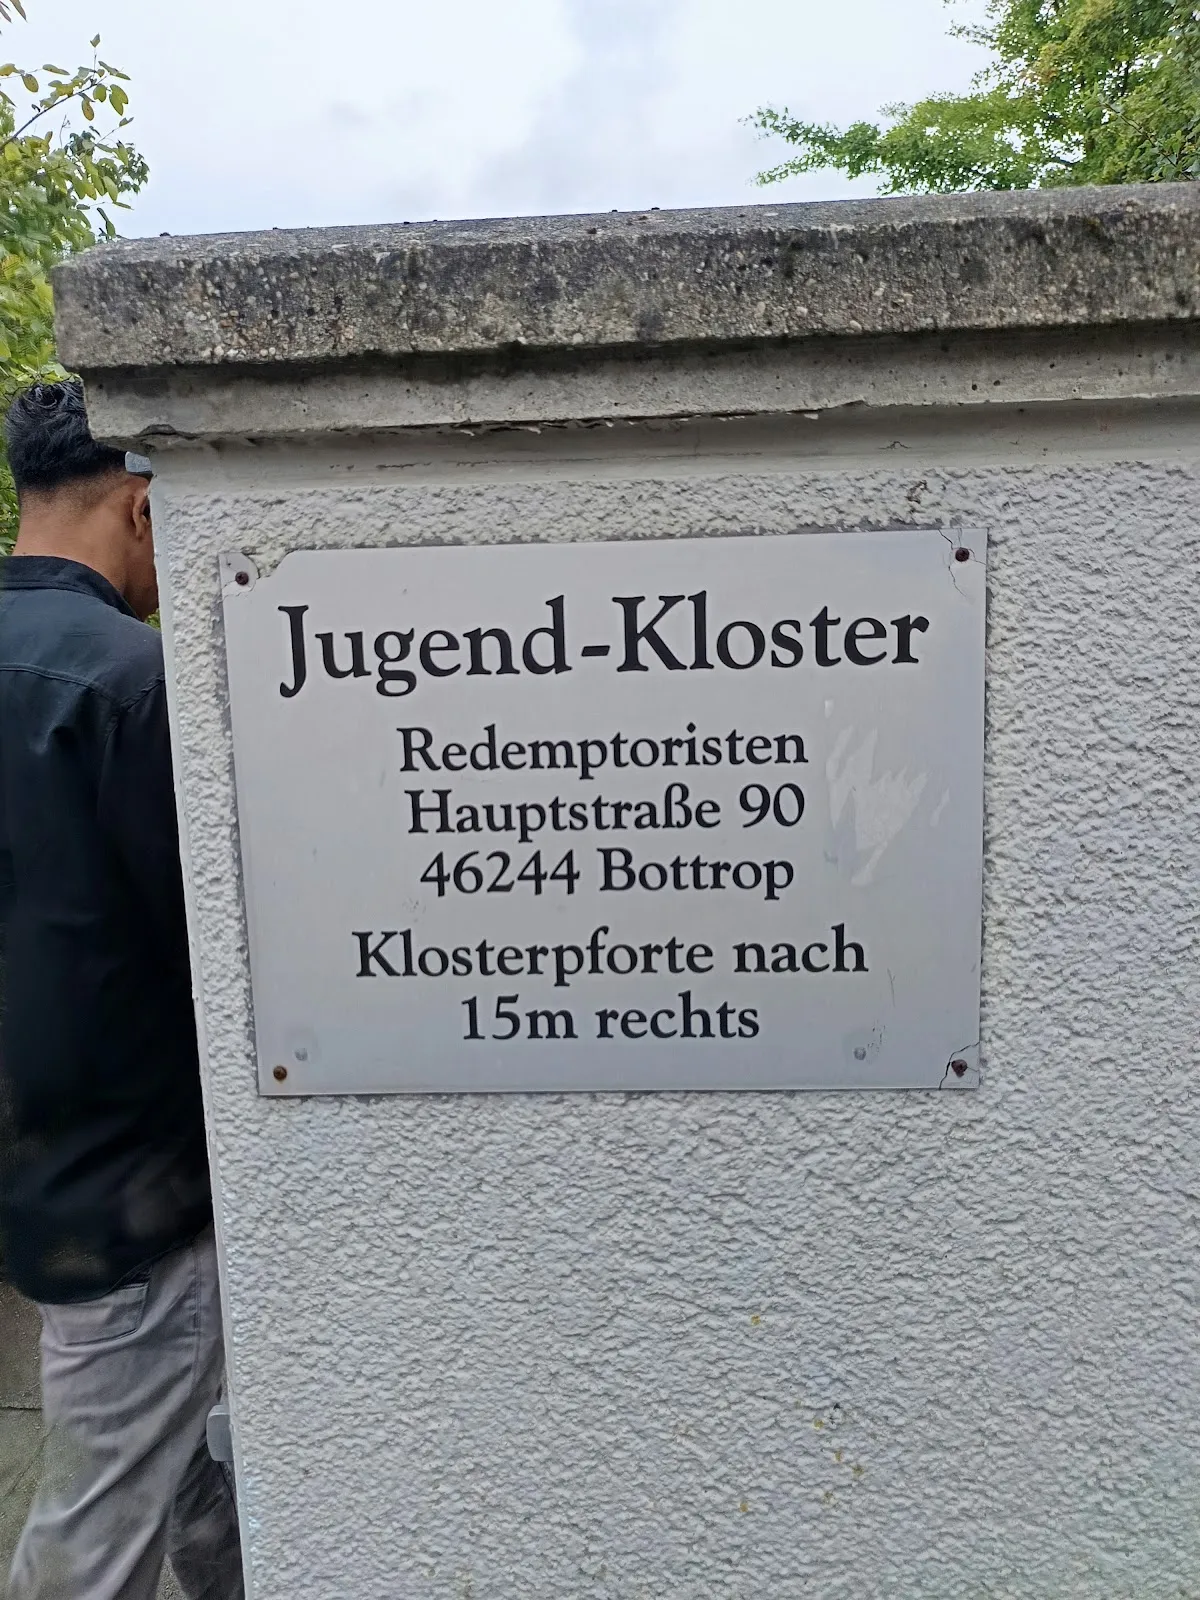 Jugend-Kloster
Redemptoristen
Hauptstraße 90
46244 Bottrop
Klosterpforte nach
15m rechts